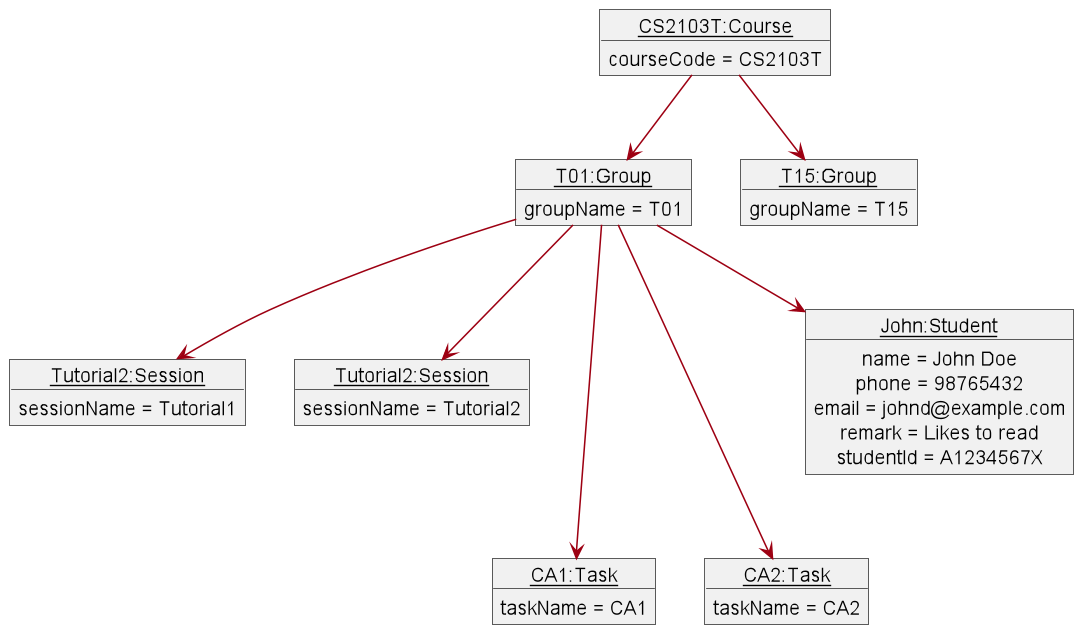 CS2103T:Course
courseCode = CS2103T
T01:Group
groupName = T01
T15:Group
groupName = T15
Tutorial2:Session
sessionName = Tutorial1
Tutorial2:Session
sessionName = Tutorial2
John:Student
name = John Doe
phone = 98765432
email = johnd@example.com
remark = Likes to read
studentId = A1234567X
CA1:Task
taskName = CA1
CA2:Task
taskName = CA2